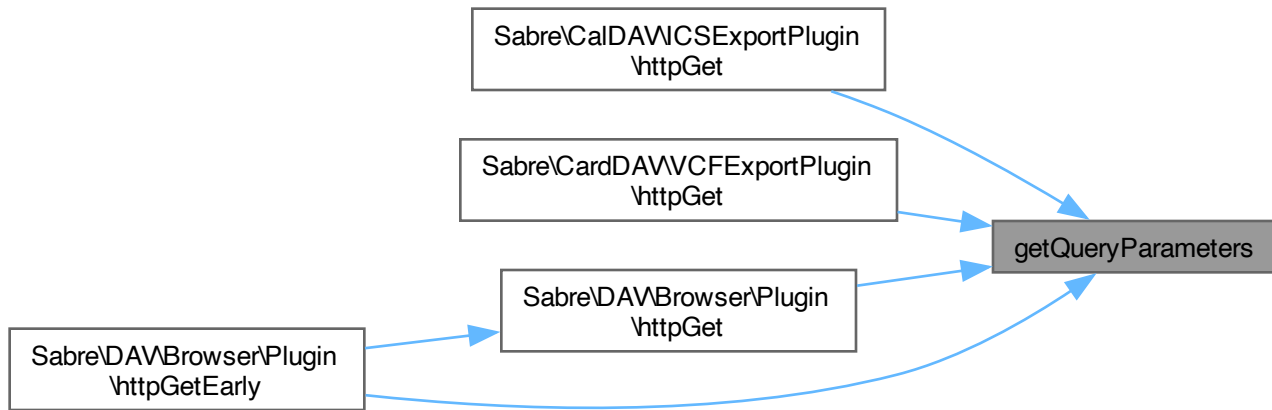 Sabre\CalDAV\ICSExportPlugin
\httpGet
Sabre\CardDAV\VCFExportPlugin
\httpGet
getQueryParameters
Sabre\DAV\Browser\Plugin
\httpGet
Sabre\DAV\Browser\Plugin
\httpGetEarly